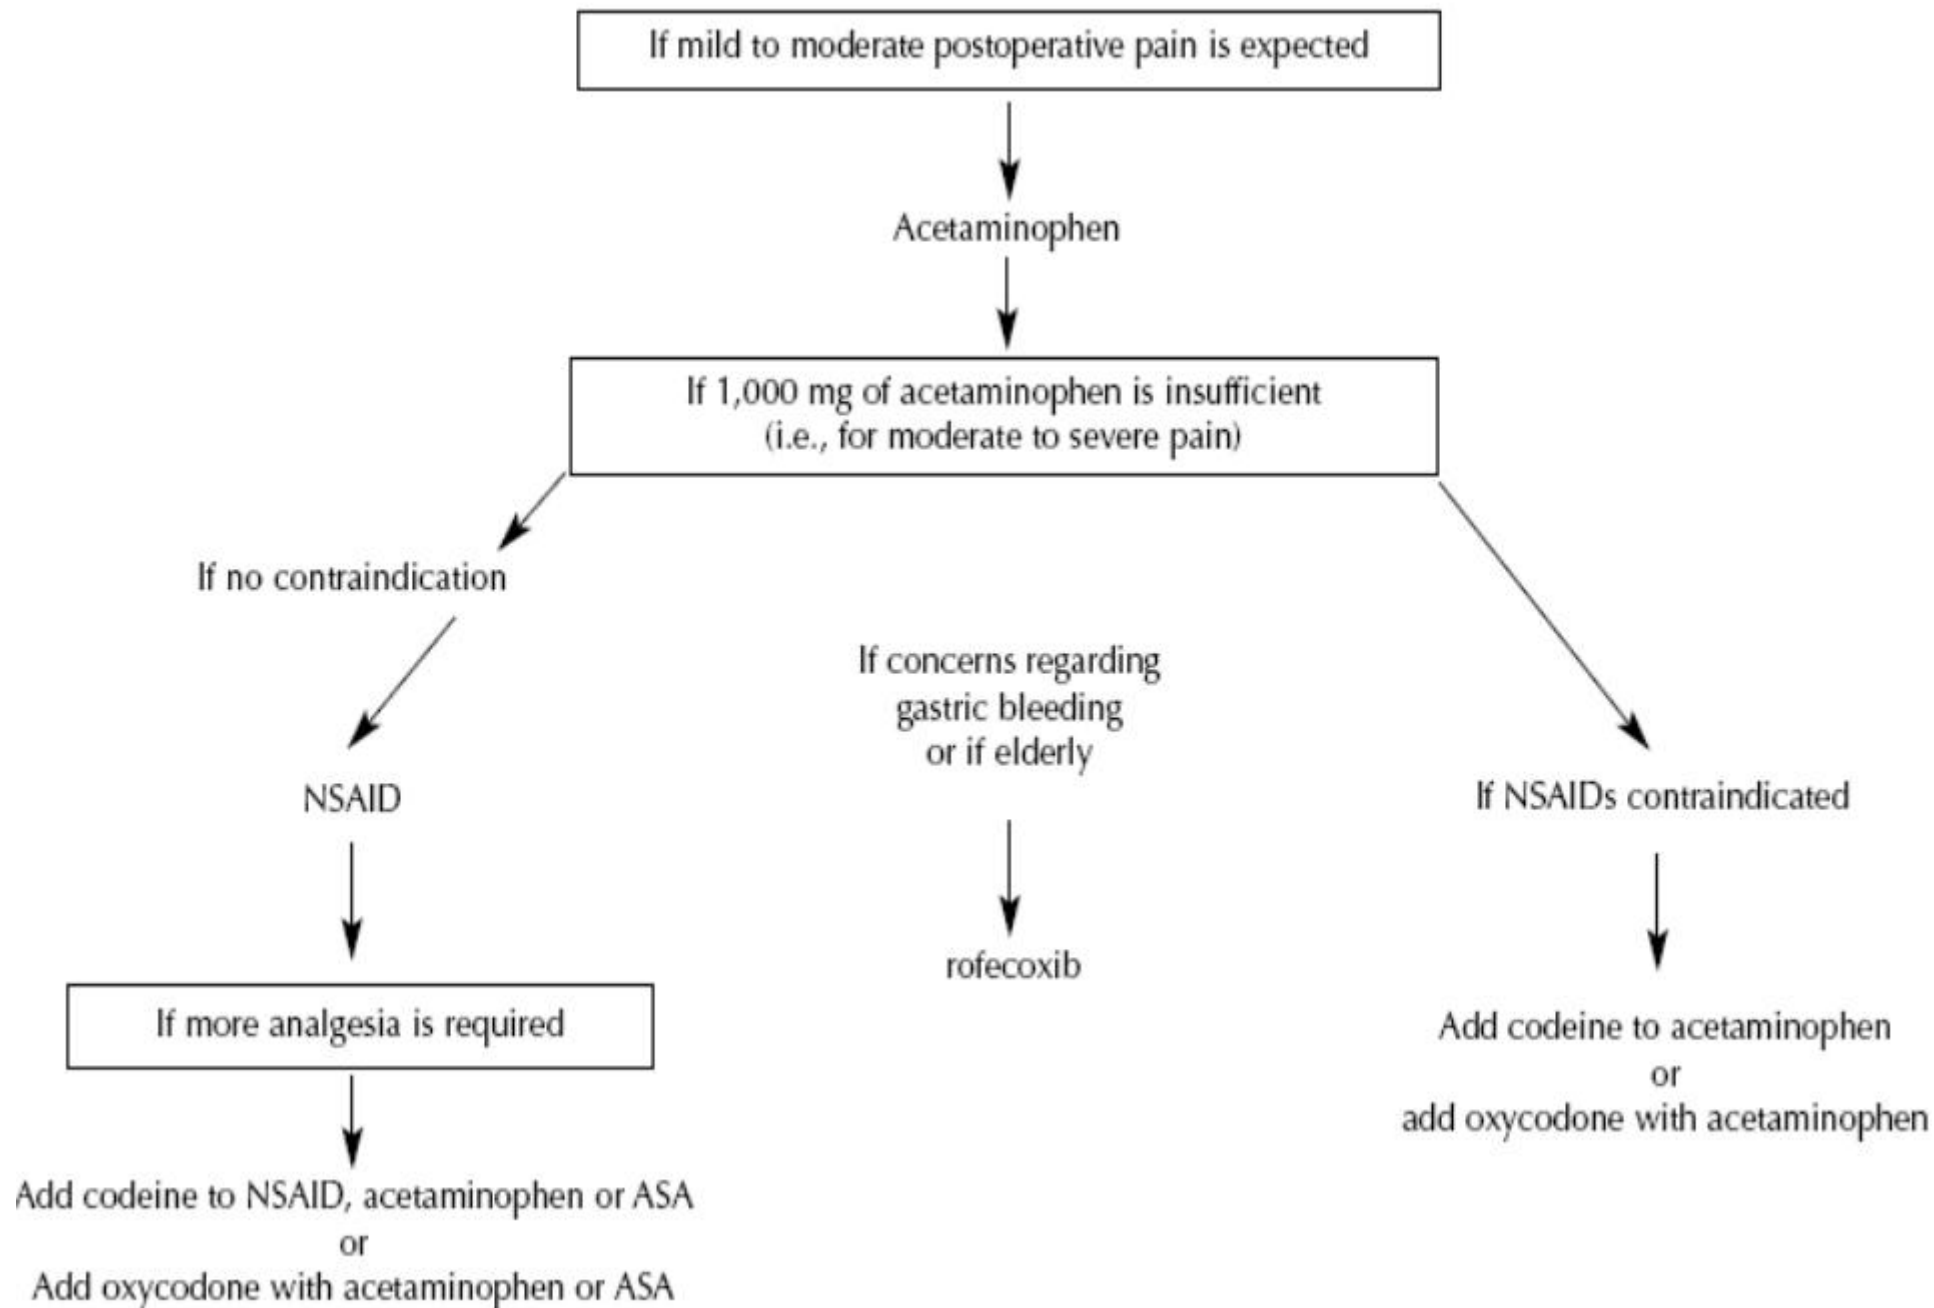 If mild to moderate postoperative pain is expected
Acetaminophen
If 1,000 mg of acetaminophen is insufficient
(i.e., for moderate to severe pain)
If no contraindication
NSAID
If more analgesia is required
Add codeine to NSAID, acetaminophen or ASA
or
Add oxycodone with acetaminophen or ASA
If concerns regarding
gastric bleeding
or if elderly
rofecoxib
If NSAIDs contraindicated
Add codeine to acetaminophen
or
add oxycodone with acetaminophen